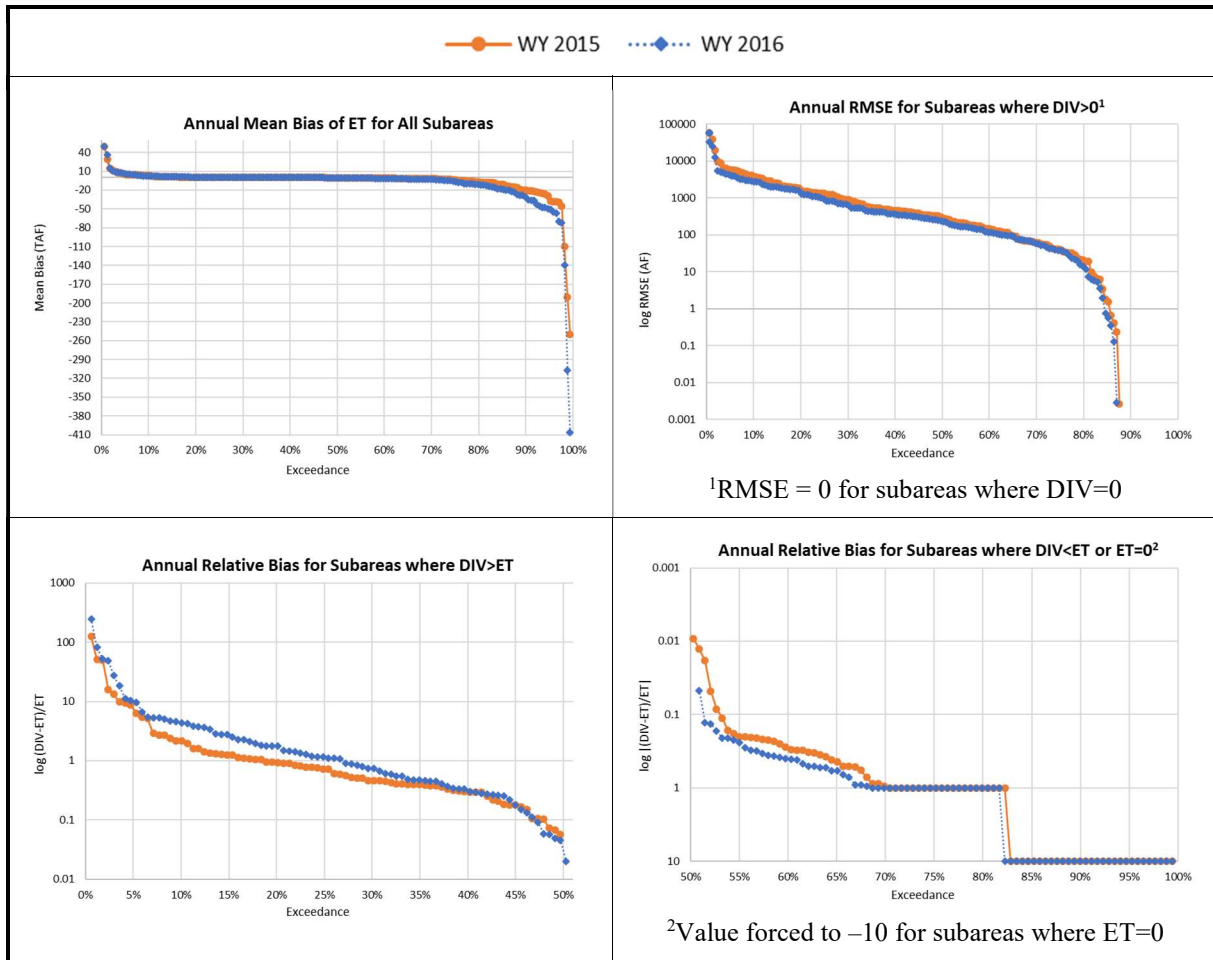 WY 2015 WY 2016
Annual Mean Bias of ET for All Subareas
Mean Bias (TAF)
40
10
-20
-50
-80
-110
-140
-170
-200
-230
-260
-290
-320
-350
-380
-410
0% 10% 20% 30% 40% 50% 60% 70% 80% 90% 100%
Exceedance
Annual RMSE for Subareas where DIV>0¹
log RMSE (AF)
100000
10000
1000
100
10
1
0.1
0.01
0.001
0% 10% 20% 30% 40% 50% 60% 70% 80% 90% 100%
Exceedance
¹RMSE = 0 for subareas where DIV=0
Annual Relative Bias for Subareas where DIV>ET
log(DIV-ET)/ET
1000
100
10
1
0.1
0.01
0% 5% 10% 15% 20% 25% 30% 35% 40% 45% 50%
Exceedance
Annual Relative Bias for Subareas where DIV<ET or ET=0²
log |(DIV-ET)/ET|
0.001
0.01
0.1
1
10
50% 55% 60% 65% 70% 75% 80% 85% 90% 95% 100%
Exceedance
²Value forced to –10 for subareas where ET=0